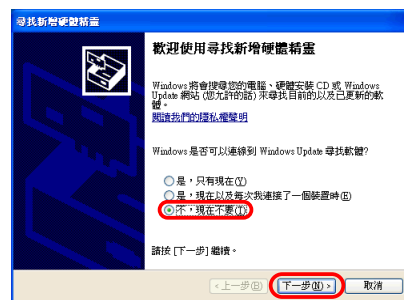 尋找新增硬體精靈
歡迎使用尋找新增硬體精靈
Windows 將會搜尋您的電腦、硬體安裝 CD 或 Windows
Update 網站 (您允許的話) 來尋找目前的以及已更新的軟
體。
閱讀我們的隱私權聲明
Windows 是否可以連線到 Windows Update 尋找軟體?
是，只有現在(Y)
是，現在以及每次我連接了一個裝置時(E)
不，現在不要(T)
請按 [下一步] 繼續。
<上一步(B) 下一步(N) > 取消